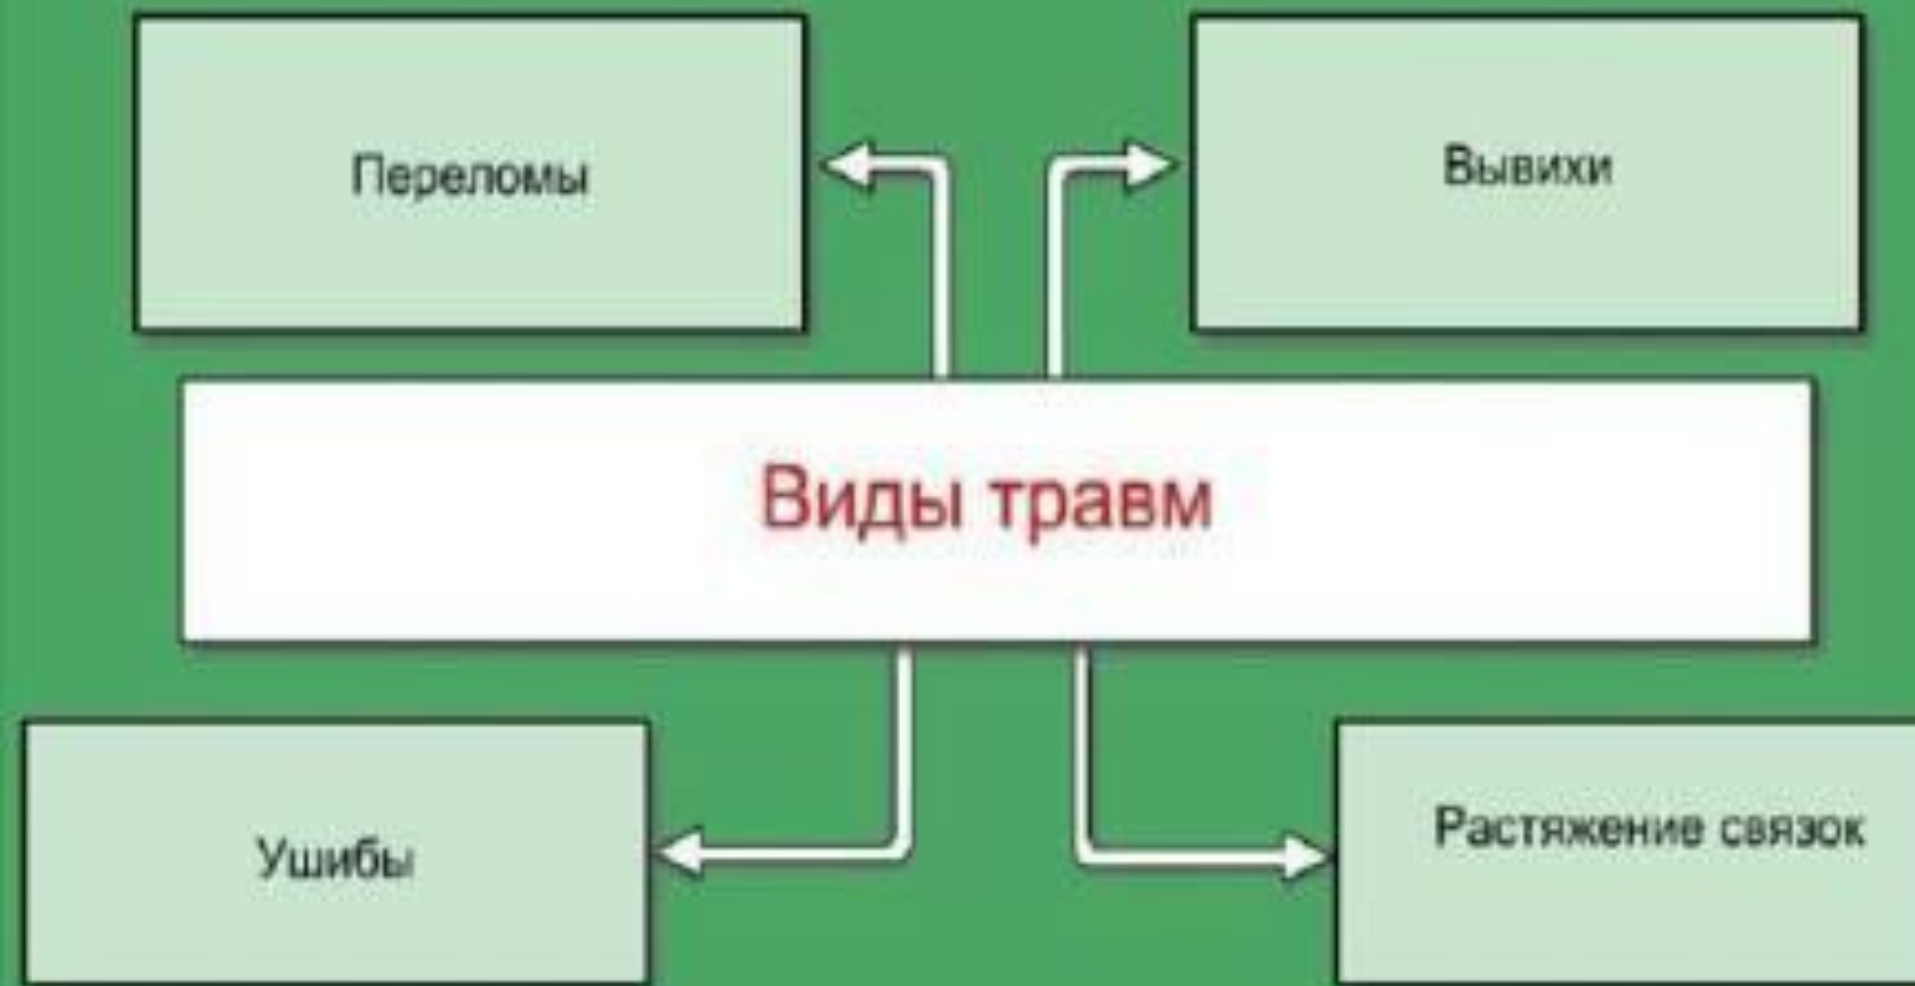 Переломы
Вывихи
Виды травм
Ушибы
Растяжение связок